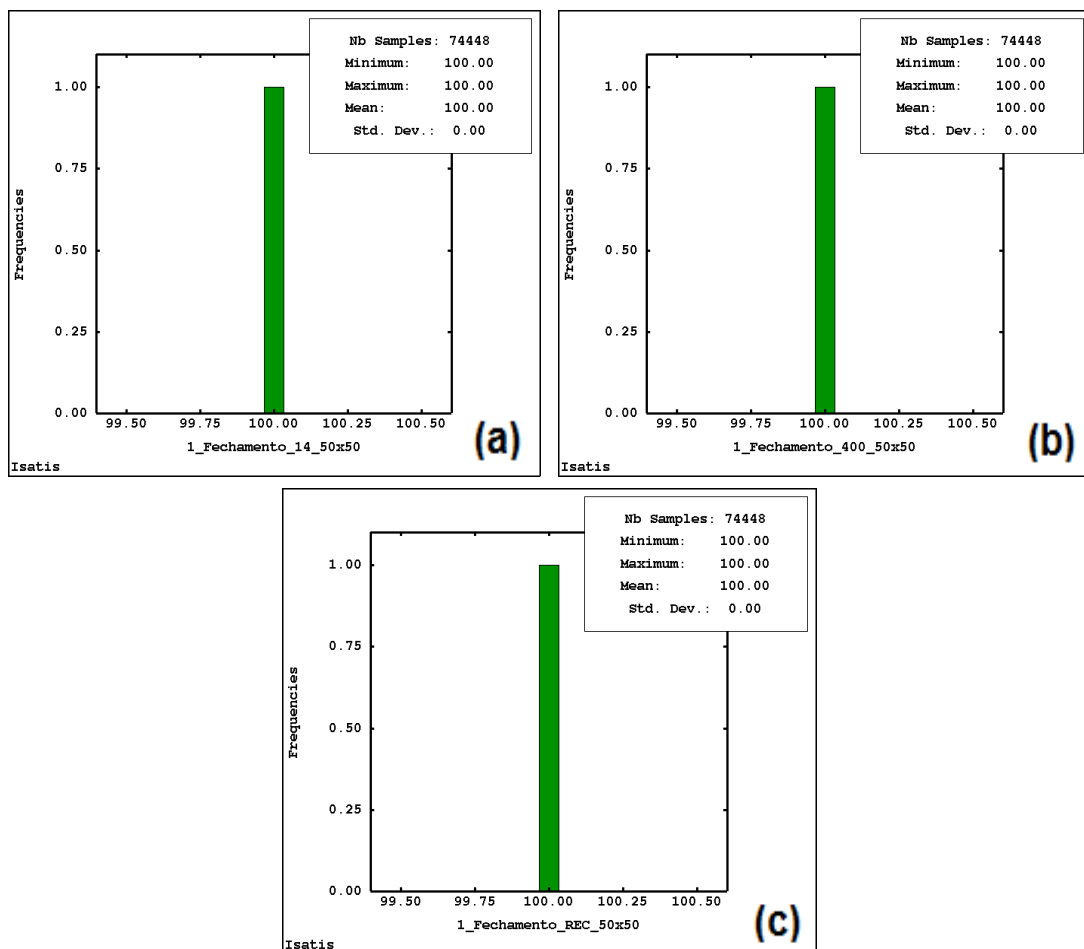 Nb Samples: 74448
Minimum: 100.00
Maximum: 100.00
Mean: 100.00
Std. Dev.: 0.00
1.00
0.75
0.50
0.25
0.00
Frequencies
99.50 99.75 100.00 100.25 100.50
1_Fechamento_14_50x50
(a)
Isatis
Nb Samples: 74448
Minimum: 100.00
Maximum: 100.00
Mean: 100.00
Std. Dev.: 0.00
1.00
0.75
0.50
0.25
0.00
Frequencies
99.50 99.75 100.00 100.25 100.50
1_Fechamento_400_50x50
(b)
Isatis
Nb Samples: 74448
Minimum: 100.00
Maximum: 100.00
Mean: 100.00
Std. Dev.: 0.00
1.00
0.75
0.50
0.25
0.00
Frequencies
99.50 99.75 100.00 100.25 100.50
1_Fechamento_REC_50x50
(c)
Isatis